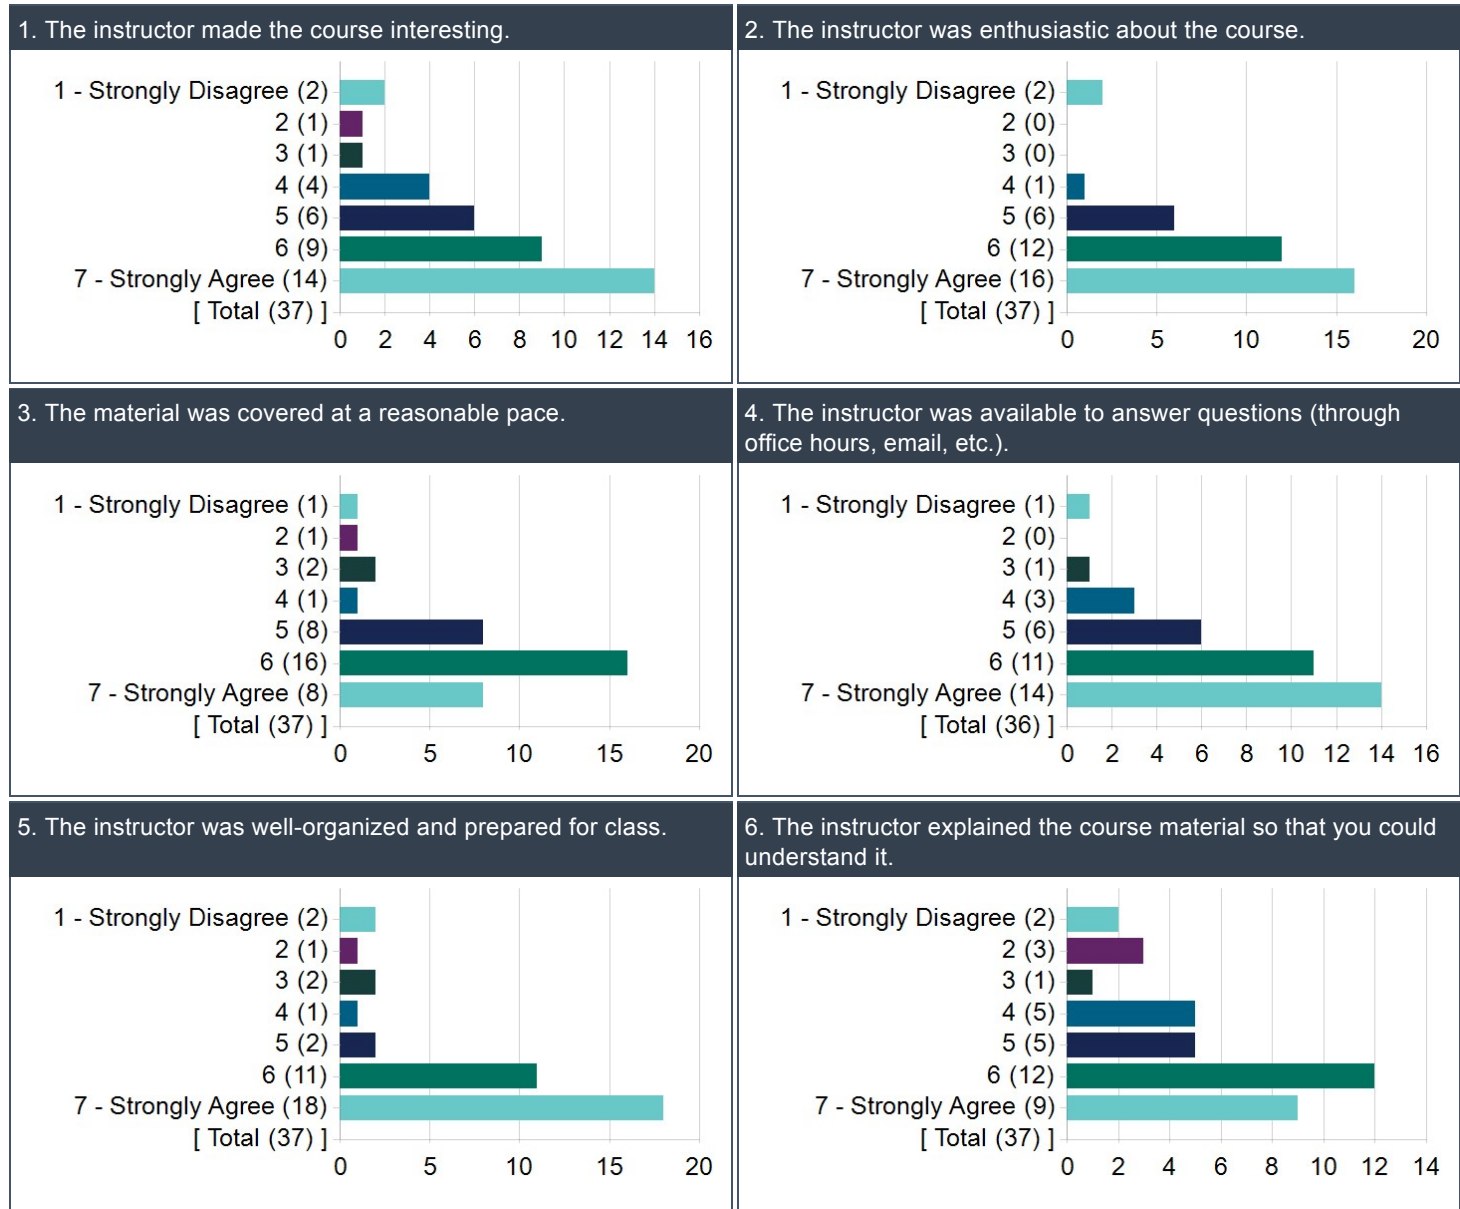 1. The instructor made the course interesting.
1 - Strongly Disagree (2)
2 (1)
3 (1)
4 (4)
5 (6)
6 (9)
7 - Strongly Agree (14)
[ Total (37) ]
0 2 4 6 8 10 12 14 16
2. The instructor was enthusiastic about the course.
1 - Strongly Disagree (2)
2 (0)
3 (0)
4 (1)
5 (6)
6 (12)
7 - Strongly Agree (16)
[ Total (37) ]
0 5 10 15 20
3. The material was covered at a reasonable pace.
1 - Strongly Disagree (1)
2 (1)
3 (2)
4 (1)
5 (8)
6 (16)
7 - Strongly Agree (8)
[ Total (37) ]
0 5 10 15 20
4. The instructor was available to answer questions (through
office hours, email, etc.).
1 - Strongly Disagree (1)
2 (0)
3 (1)
4 (3)
5 (6)
6 (11)
7 - Strongly Agree (14)
[ Total (36) ]
0 2 4 6 8 10 12 14 16
5. The instructor was well-organized and prepared for class.
1 - Strongly Disagree (2)
2 (1)
3 (2)
4 (1)
5 (2)
6 (11)
7 - Strongly Agree (18)
[ Total (37) ]
0 5 10 15 20
6. The instructor explained the course material so that you could
understand it.
1 - Strongly Disagree (2)
2 (3)
3 (1)
4 (5)
5 (5)
6 (12)
7 - Strongly Agree (9)
[ Total (37) ]
0 2 4 6 8 10 12 14